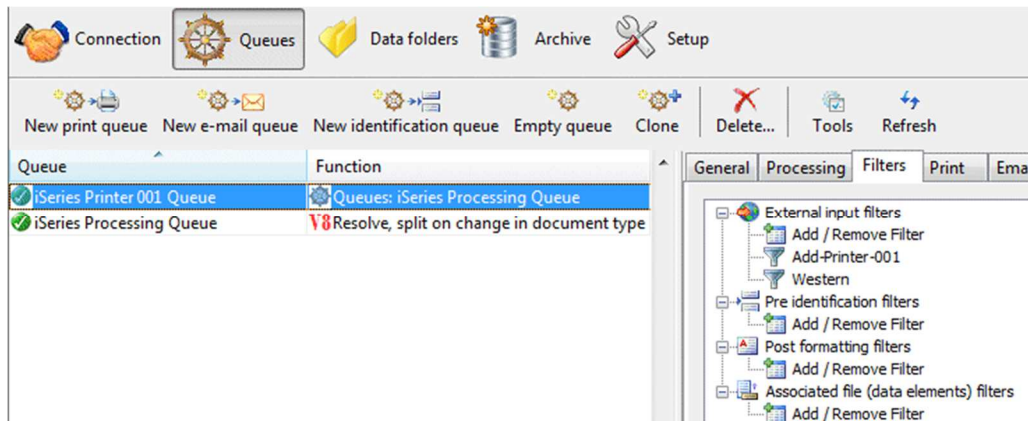 Connection Queues Data folders Archive Setup
New print queue New e-mail queue New identification queue Empty queue Clone Delete... Tools Refresh
Queue Function
iSeries Printer 001 Queue Queues: iSeries Processing Queue
iSeries Processing Queue V8 Resolve, split on change in document type
General Processing Filters Print Emai
External input filters
Add / Remove Filter
Add-Printer-001
Western
Pre identification filters
Add / Remove Filter
Post formatting filters
Add / Remove Filter
Associated file (data elements) filters
Add / Remove Filter